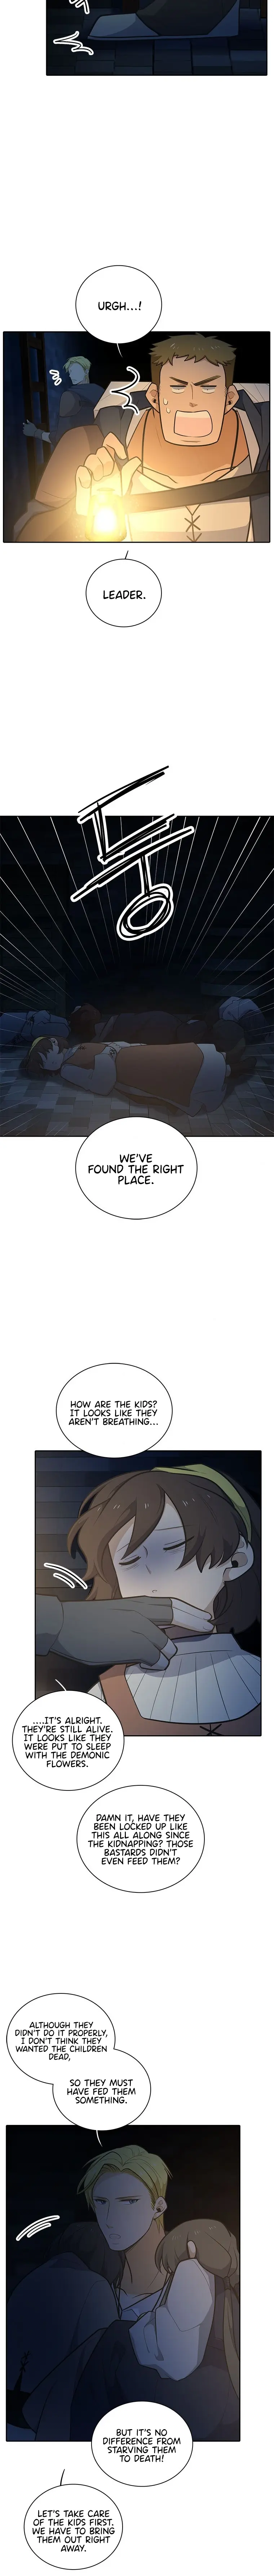 URGH...!
LEADER.
쿵
WE'VE
FOUND THE RIGHT
PLACE.
HOW ARE THE KIDS?
IT LOOKS LIKE THEY
AREN'T BREATHING...
....IT'S ALRIGHT.
THEY'RE STILL ALIVE.
IT LOOKS LIKE THEY
WERE PUT TO SLEEP
WITH THE DEMONIC
FLOWERS.
DAMN IT, HAVE THEY
BEEN LOCKED UP LIKE
THIS ALL ALONG SINCE
THE KIDNAPPING? THOSE
BASTARDS DIDN'T
EVEN FEED THEM?
ALTHOUGH THEY
DIDN'T DO IT PROPERLY,
I DON'T THINK THEY
WANTED THE CHILDREN
DEAD,
SO THEY MUST
HAVE FED THEM
SOMETHING.
BUT IT'S NO
DIFFERENCE FROM
STARVING THEM
TO DEATH!
LET'S TAKE CARE
OF THE KIDS FIRST.
WE HAVE TO BRING
THEM OUT RIGHT
AWAY.